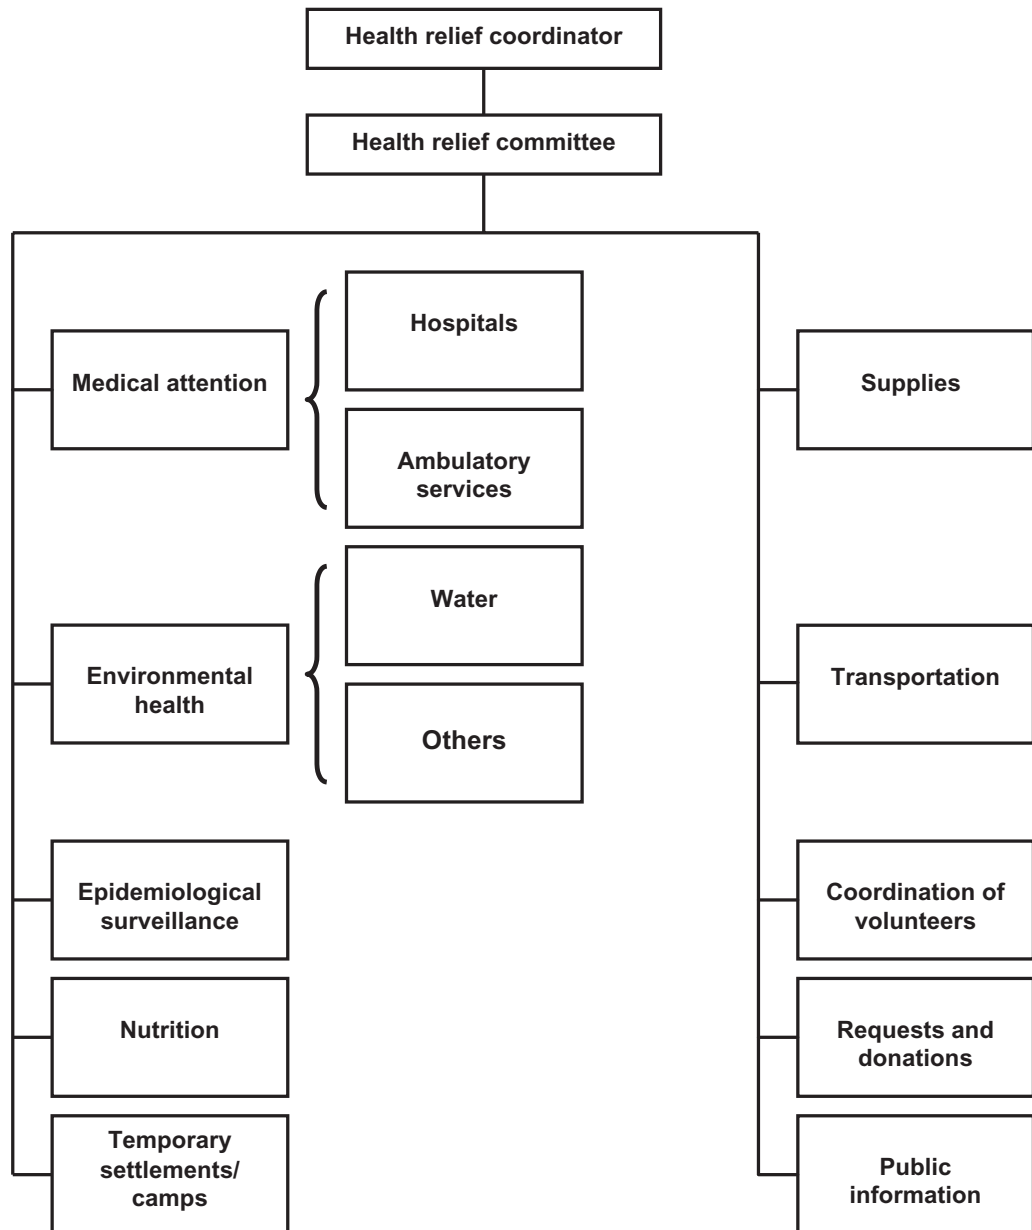 Health relief coordinator
Health relief committee
Hospitals
Medical attention
Supplies
Ambulatory
services
Water
Environmental
health
Transportation
Others
Epidemiological
surveillance
Coordination of
volunteers
Nutrition
Requests and
donations
Temporary
settlements/
camps
Public
information